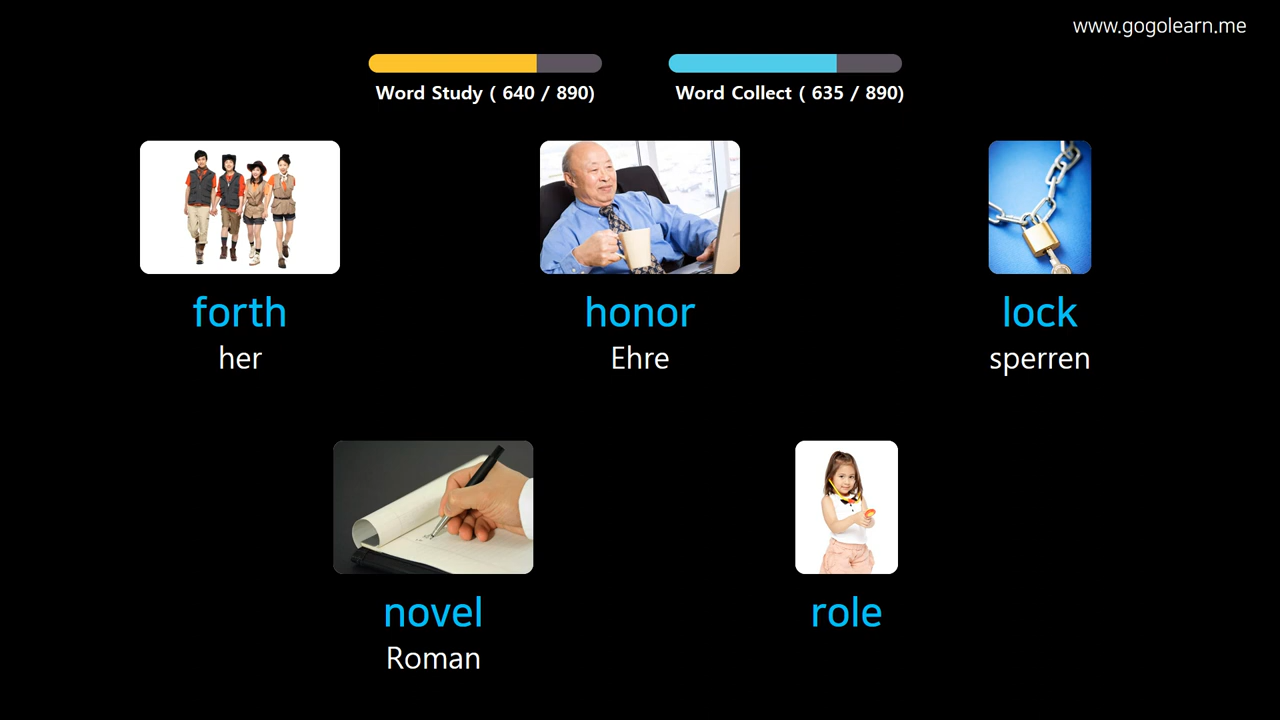 www.gogolearn.me
Word Study ( 640 / 890)
Word Collect ( 635 / 890)
forth
her
honor
Ehre
lock
sperren
novel
Roman
role